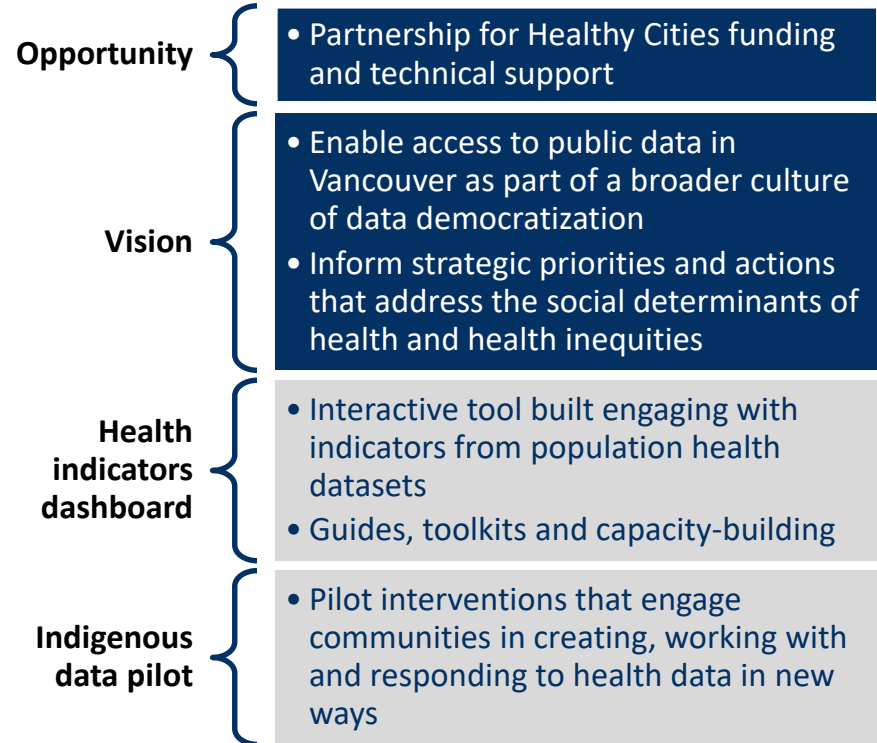 Opportunity
• Partnership for Healthy Cities funding
and technical support
Vision
• Enable access to public data in
Vancouver as part of a broader culture
of data democratization
• Inform strategic priorities and actions
that address the social determinants of
health and health inequities
Health
indicators
dashboard
• Interactive tool built engaging with
indicators from population health
datasets
• Guides, toolkits and capacity-building
Indigenous
data pilot
• Pilot interventions that engage
communities in creating, working with
and responding to health data in new
ways